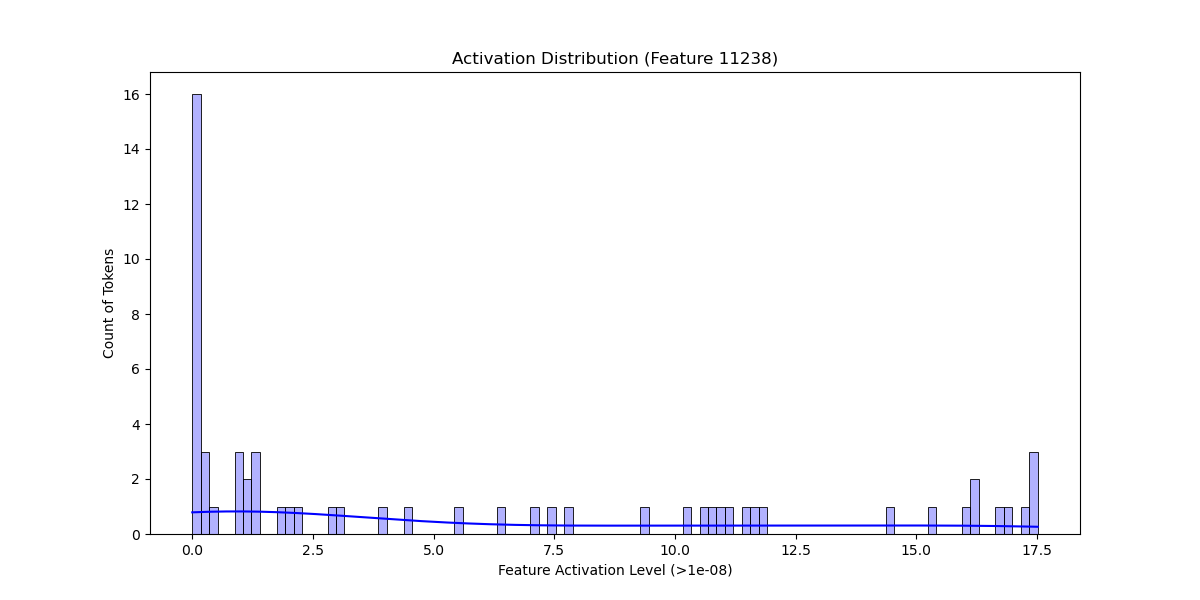 Activation Distribution (Feature 11238)
Count of Tokens
16
14
12
10
8
6
4
2
0
0.0 2.5 5.0 7.5 10.0 12.5 15.0 17.5
Feature Activation Level (>1e-08)